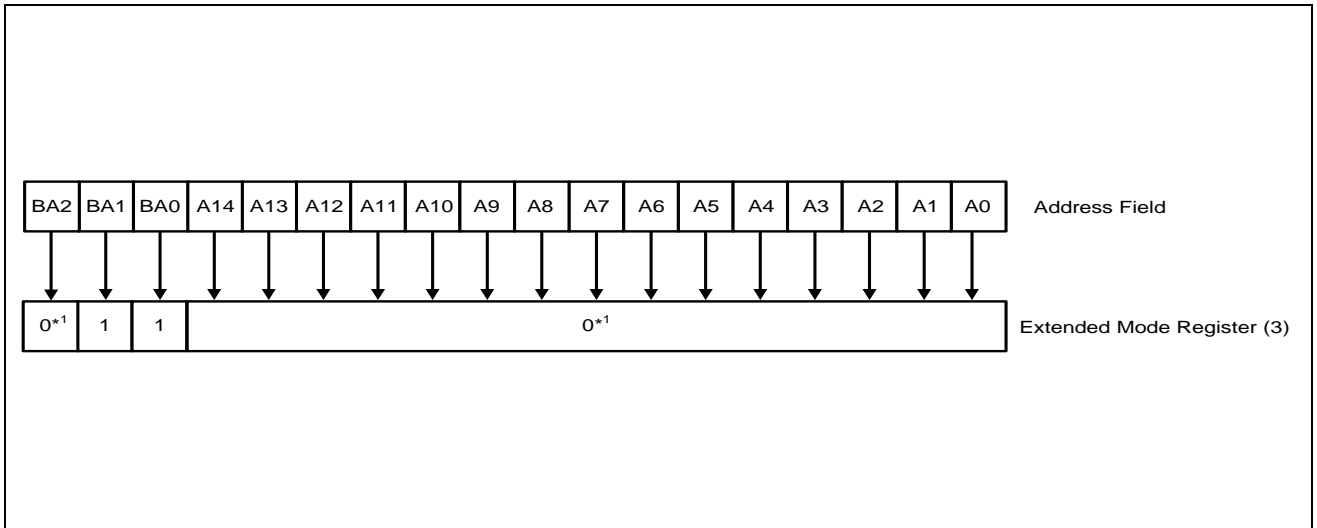 BA2 BA1 BA0 A14 A13 A12 A11 A10 A9 A8 A7 A6 A5 A4 A3 A2 A1 A0 Address Field
0*¹ 1 1 0*¹ Extended Mode Register (3)